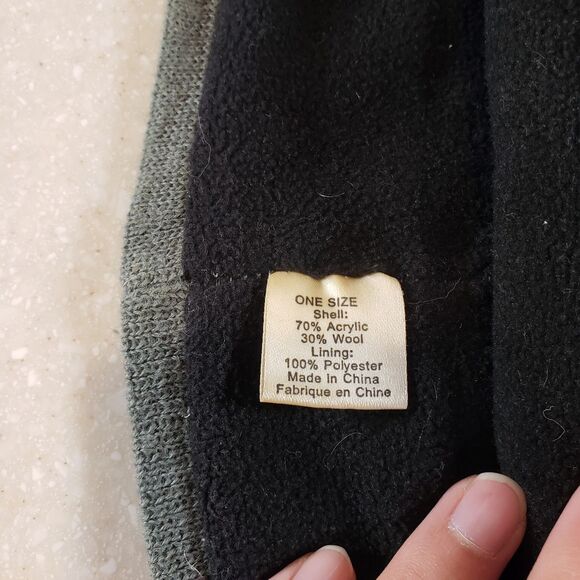 ONE SIZE
Shell:
70% Acrylic
30% Wool
Lining:
100% Polyester
Made in China
Fabrique en Chine